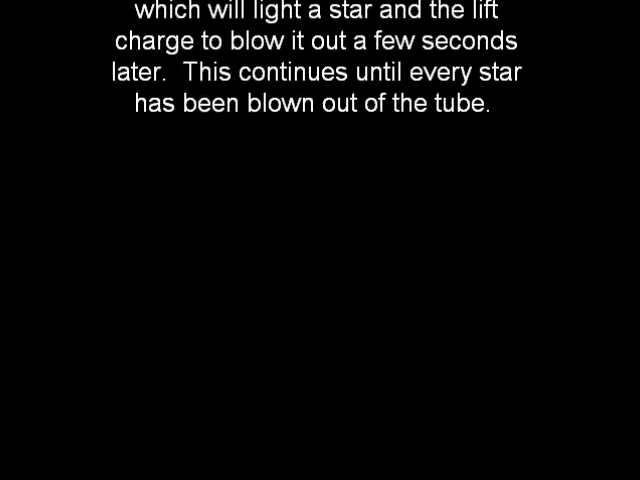 which will light a star and the lift
charge to blow it out a few seconds
later.  This continues until every star
has been blown out of the tube.